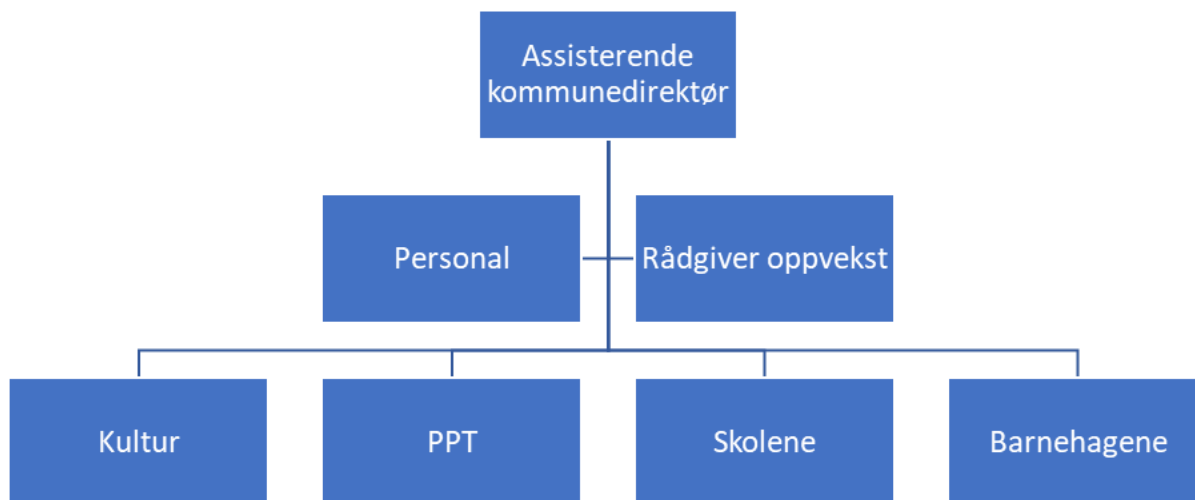 Assisterende
kommunedirektør
Personal
Rådgiver oppvekst
Kultur
PPT
Skolene
Barnehagene